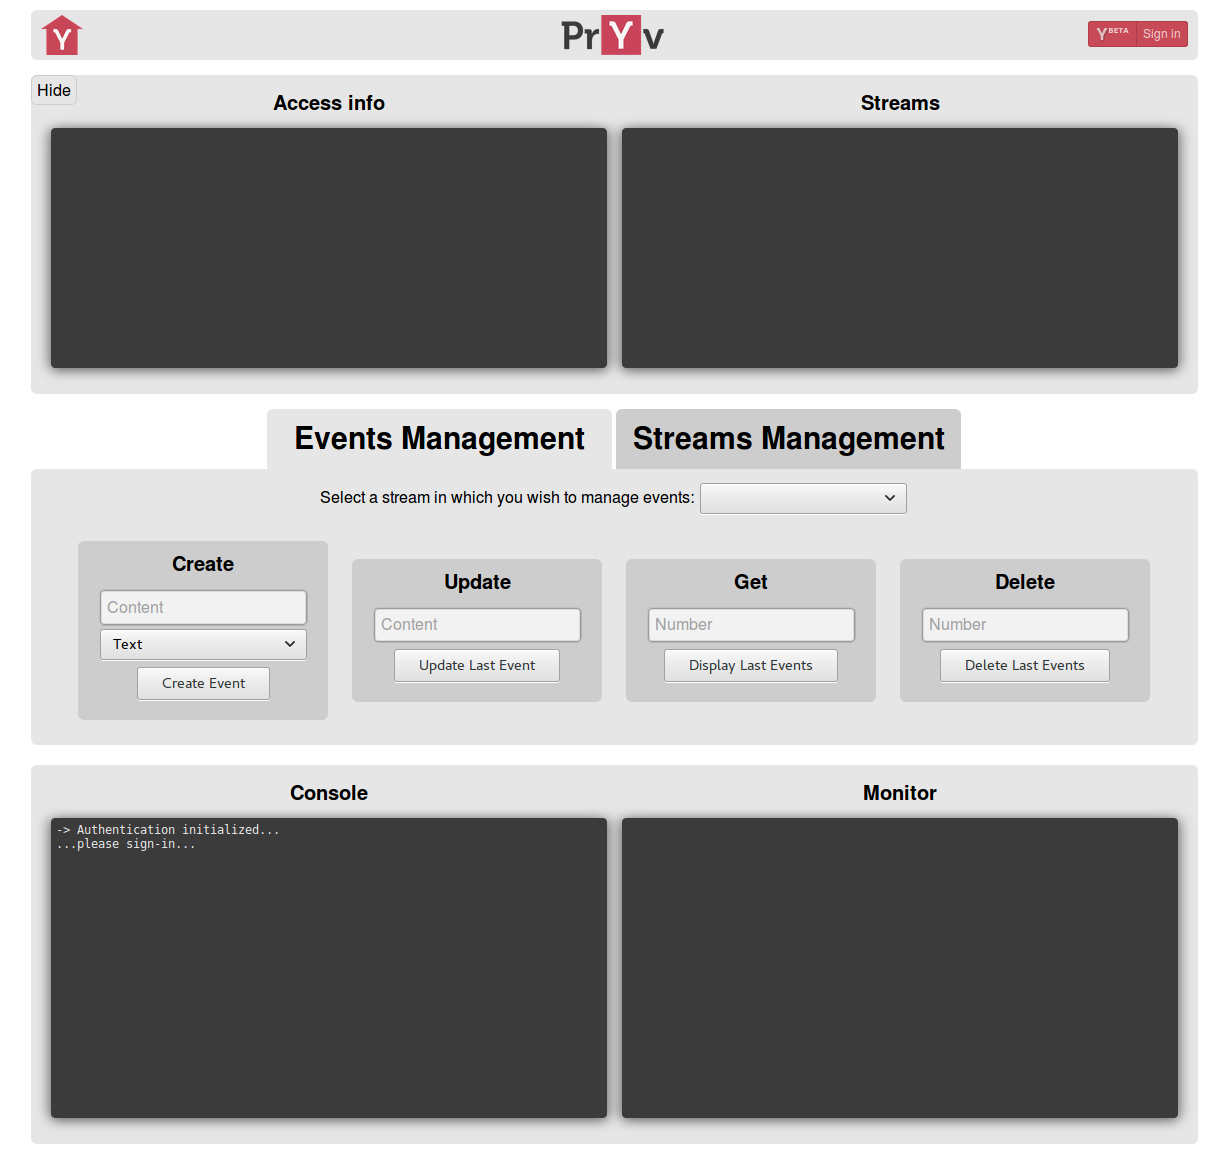 Y
PrYv
Y BETA Sign in
Hide
Access info
Streams
Events Management
Streams Management
Select a stream in which you wish to manage events:
Create
Content
Text
Create Event
Update
Content
Update Last Event
Get
Number
Display Last Events
Delete
Number
Delete Last Events
Console
-> Authentication initialized...
...please sign-in...
Monitor